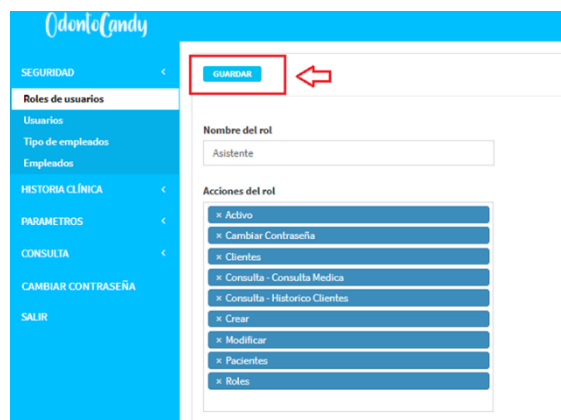 OdontoCandy
SEGURIDAD
Roles de usuarios
Usuarios
Tipo de empleados
Empleados
HISTORIA CLÍNICA
PARAMETROS
CONSULTA
CAMBIAR CONTRASEÑA
SALIR
GUARDAR
Nombre del rol
Asistente
Acciones del rol
× Activo
× Cambiar Contraseña
× Clientes
× Consulta - Consulta Medica
× Consulta - Historico Clientes
× Crear
× Modificar
× Pacientes
× Roles